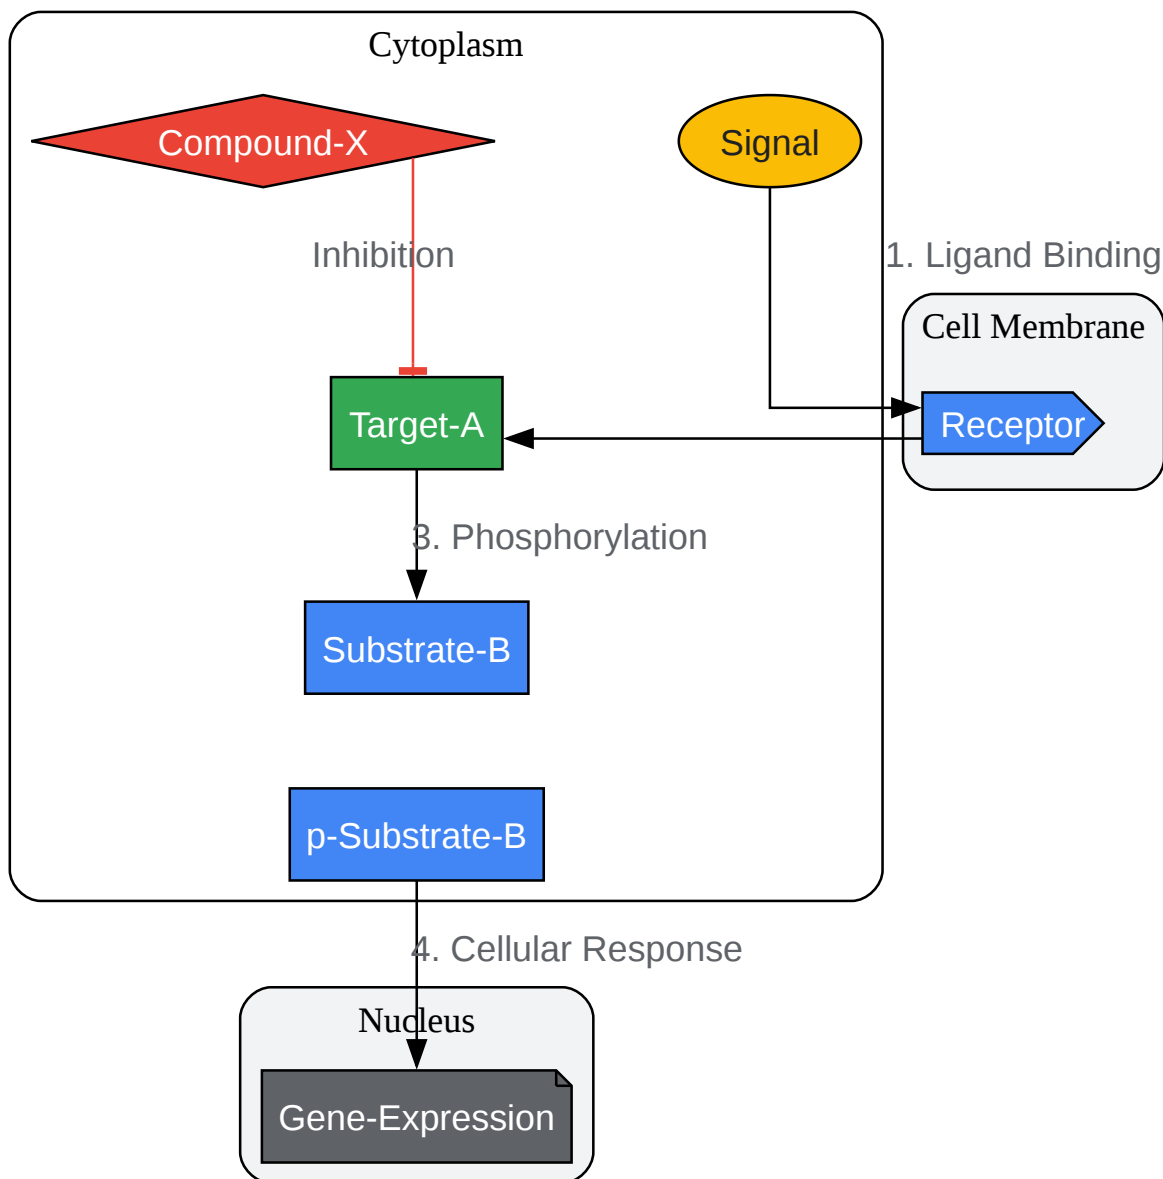 Cytoplasm
Compound-X
Signal
Inhibition
1. Ligand Binding
Cell Membrane
Target-A
Receptor
3. Phosphorylation
Substrate-B
p-Substrate-B
4. Cellular Response
Nucleus
Gene-Expression